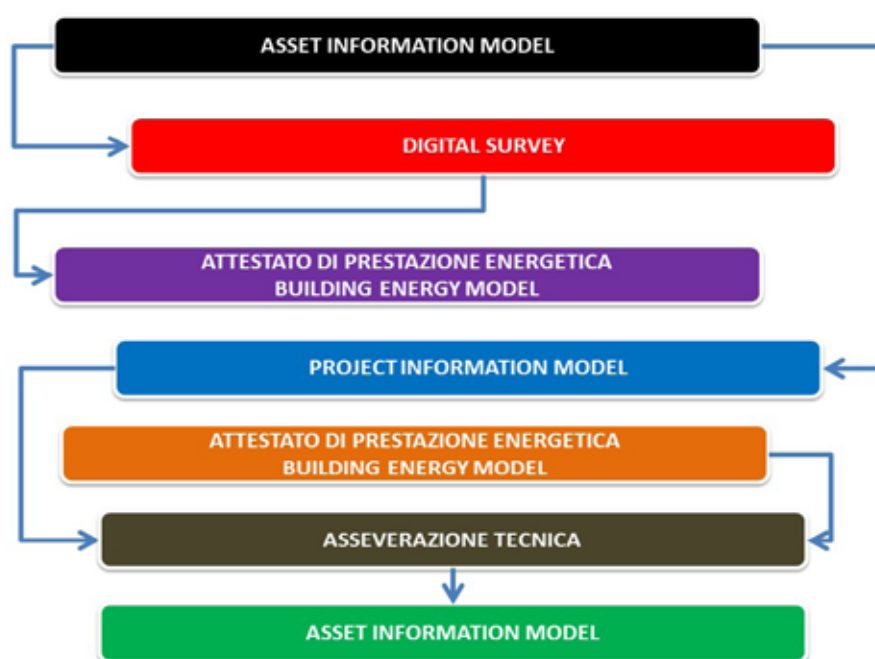 ASSET INFORMATION MODEL
DIGITAL SURVEY
ATTESTATO DI PRESTAZIONE ENERGETICA
BUILDING ENERGY MODEL
PROJECT INFORMATION MODEL
ATTESTATO DI PRESTAZIONE ENERGETICA
BUILDING ENERGY MODEL
ASSEVERAZIONE TECNICA
ASSET INFORMATION MODEL